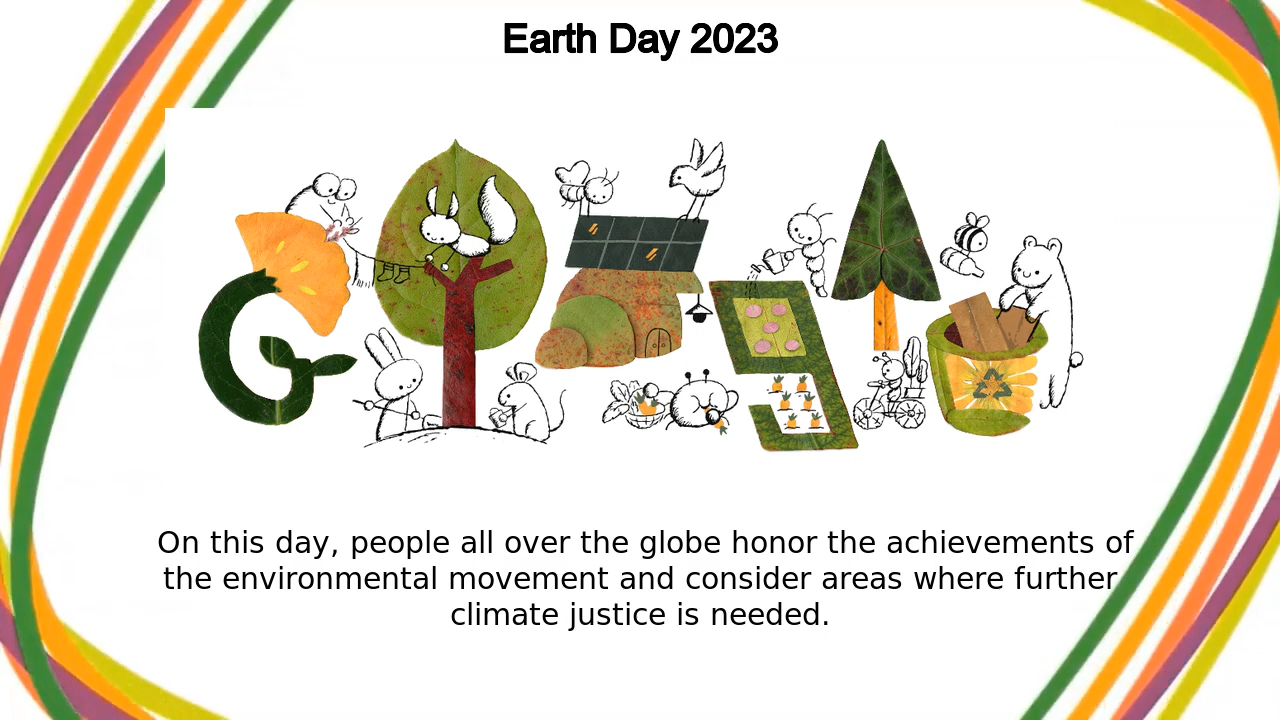 Earth Day 2023
On this day, people all over the globe honor the achievements of
the environmental movement and consider areas where further
climate justice is needed.